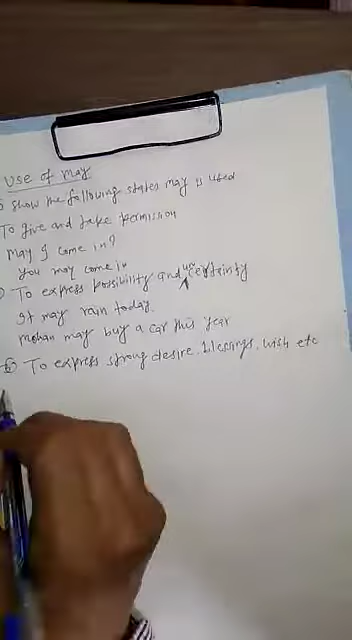 Use of may
o show the following states may is used
To give and take permission
May I come in?
You may come in
To express possibility and uncertainty
It may rain today.
Mohan may buy a car this year
To express strong desire, blessings, wish etc